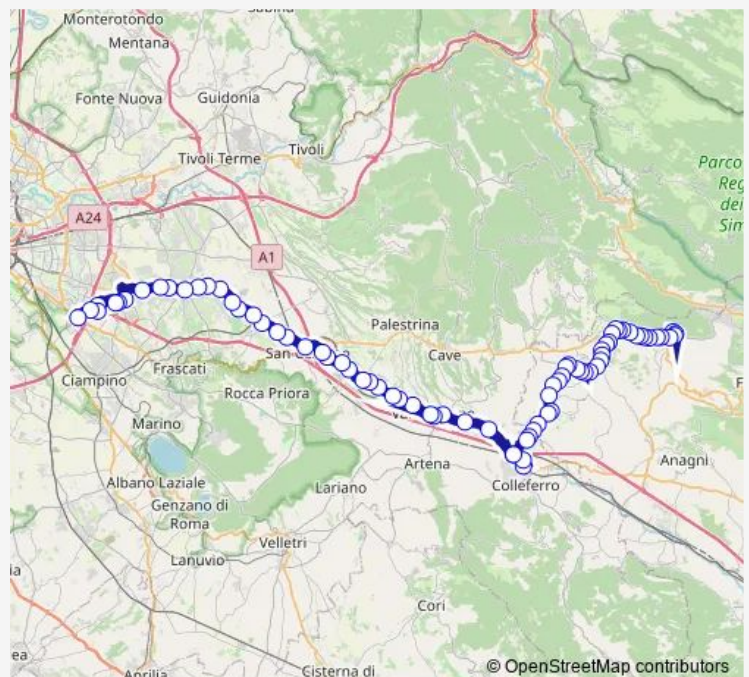 Monterotondo
Mentana
Fonte Nuova
Guidonia
Tivoli Terme
Tivoli
Parco
Reg
dei
Sim
A24
A1
Palestrina
San C
Cave
Ciampino
Frascati
Rocca Priora
Marino
Albano Laziale
Genzano di
Roma
Lanuvio
Lariano
Artena
Colleferro
Anagni
F
Velletri
Cori
ia
ea
Aprilia
Cisterna di
© OpenStreetMap contributors